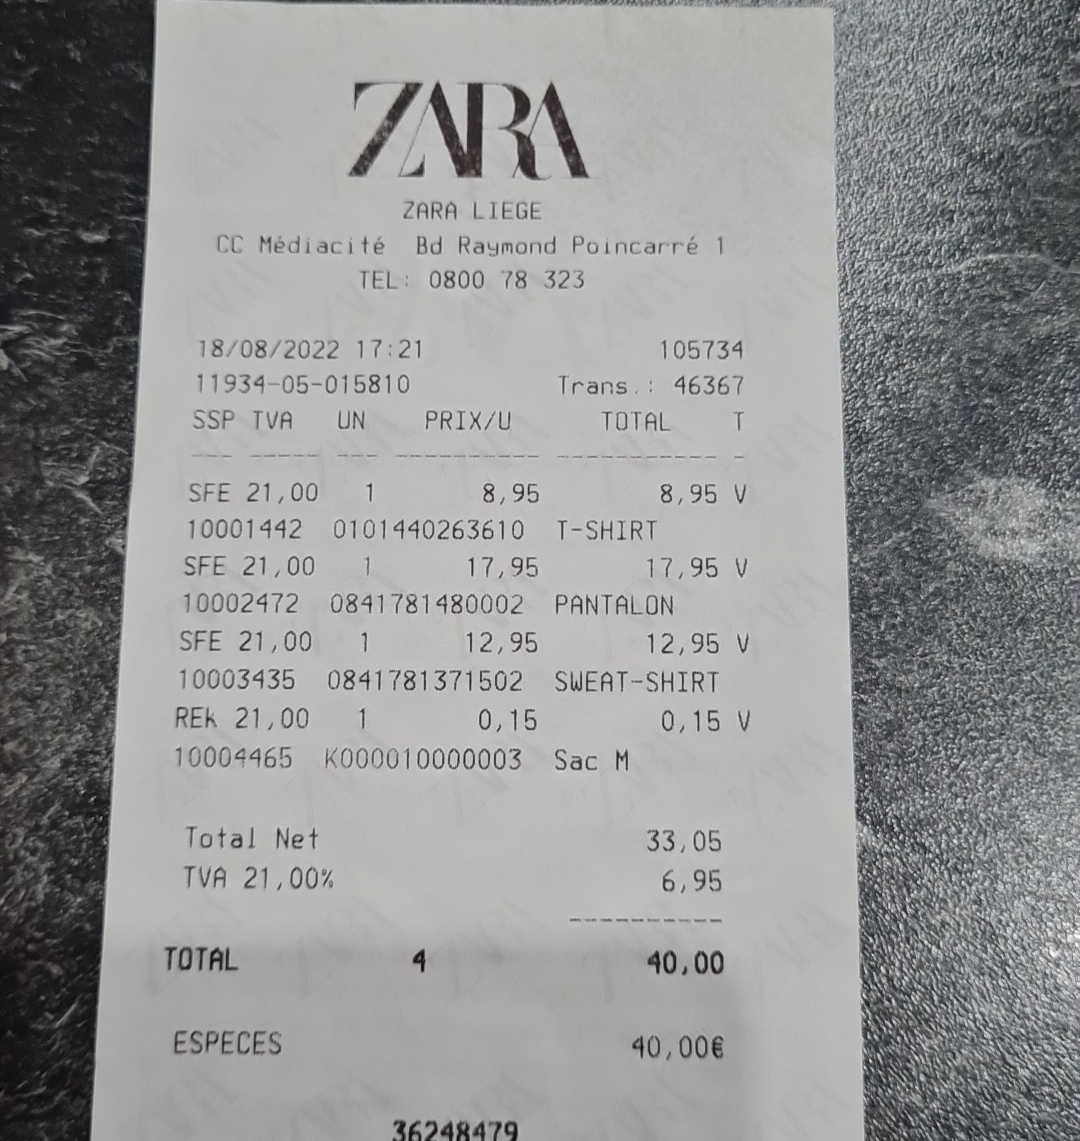 ZARA
ZARA LIEGE
CC Médiacité Bd Raymond Poincarré 1
TEL: 0800 78 323
18/08/2022 17:21 105734
11934-05-015810 Trans.: 46367
SSP TVA UN PRIX/U TOTAL T
SFE 21,00 1 8,95 8,95 V
10001442 0101440263610 T-SHIRT
SFE 21,00 1 17,95 17,95 V
10002472 0841781480002 PANTALON
SFE 21,00 1 12,95 12,95 V
10003435 0841781371502 SWEAT-SHIRT
REk 21,00 1 0,15 0,15 V
10004465 K000010000003 Sac M
Total Net 33,05
TVA 21,00% 6,95
TOTAL 4 40,00
ESPECES 40,00€
36248479